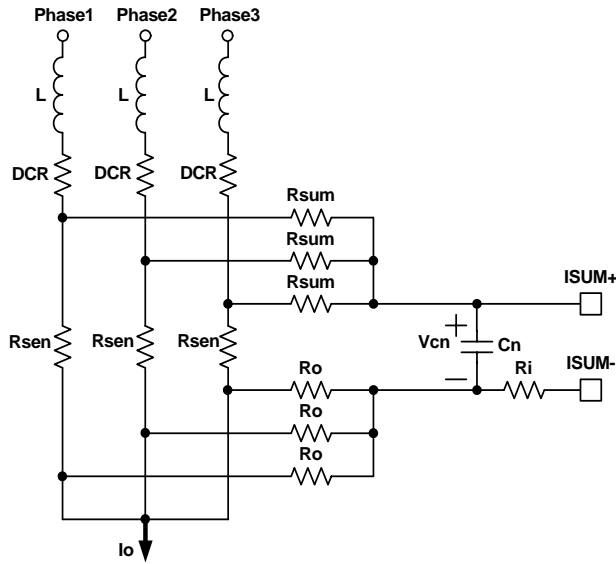 Phase1 Phase2 Phase3
L L L
DCR DCR DCR
Rsum
Rsum
Rsum
ISUM+
Rsen Rsen Rsen
+
Vcn Cn
−
Ro
Ri
ISUM-
Ro
Ro
Io